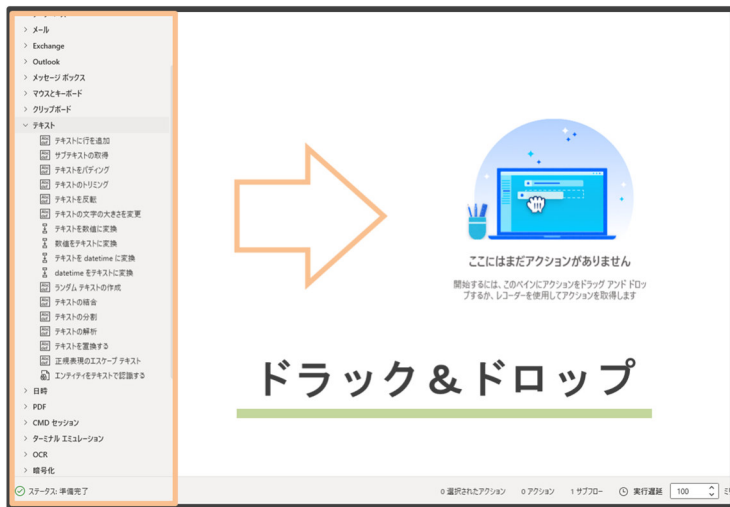 メール
Exchange
Outlook
メッセージ ボックス
マウスとキーボード
クリップボード
テキスト
テキストに行を追加
サブテキストの取得
テキストをパディング
テキストのトリミング
テキストを反転
テキストの文字の大きさを変更
テキストを数値に変換
数値をテキストに変換
テキストを datetime に変換
datetime をテキストに変換
ランダム テキストの作成
テキストの結合
テキストの分割
テキストの解析
テキストを置換する
正規表現のエスケープ テキスト
エンティティをテキストで認識する
日時
PDF
CMD セッション
ターミナル エミュレーション
OCR
暗号化
ここにはまだアクションがありません
開始するには、このペインにアクションをドラッグ アンド ドロッ
プするか、レコーダーを使用してアクションを取得します
ドラック＆ドロップ
ステータス: 準備完了
0 選択されたアクション 0 アクション 1 サブフロー 実行遅延 100